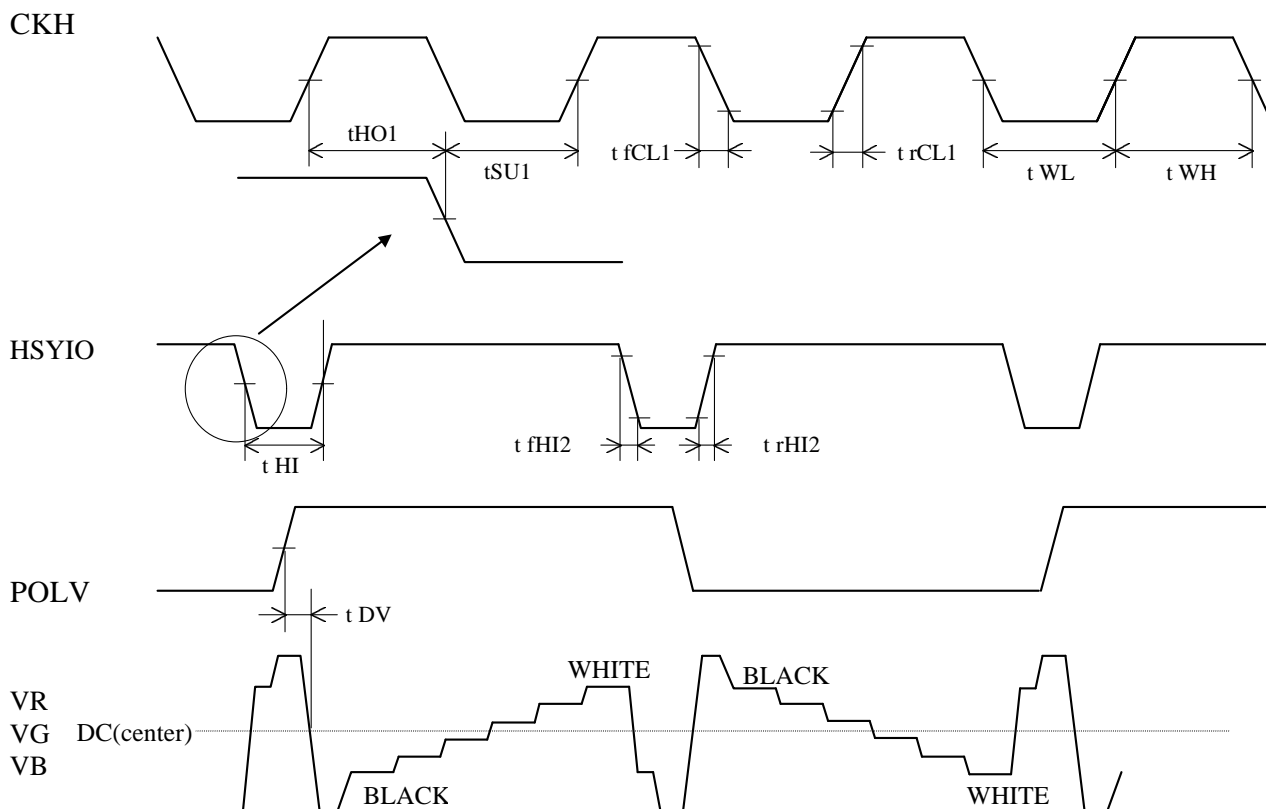 CKH
tHO1
tSU1
t fCL1
t rCL1
t WL
t WH
HSYIO
t HI
t fHI2
t rHI2
POLV
t DV
VR
VG
VB
DC(center)
WHITE
BLACK
BLACK
WHITE